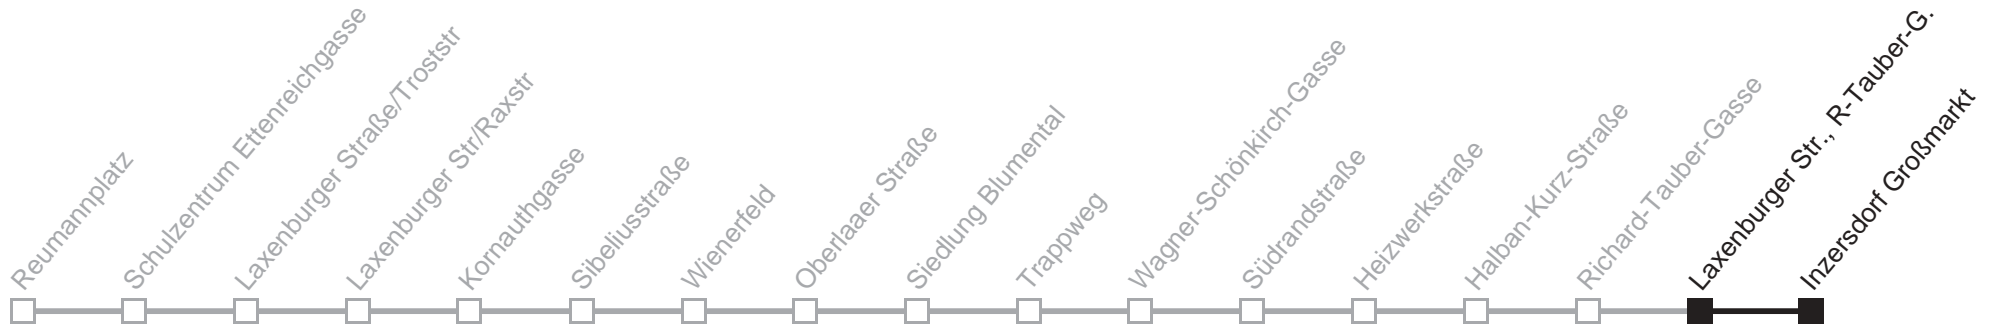 Reumannplatz
Schulzentrum Ettenreichgasse
Laxenburger Straße/Troststr
Laxenburger Str/Raxstr
Kornauthgasse
Sibeliusstraße
Wienerfeld
Oberlaaer Straße
Siedlung Blumental
Trappweg
Wagner-Schönkirch-Gasse
Südrandstraße
Heizwerkstraße
Halban-Kurz-Straße
Richard-Tauber-Gasse
Laxenburger Str., R-Tauber-G.
Inzersdorf Großmarkt